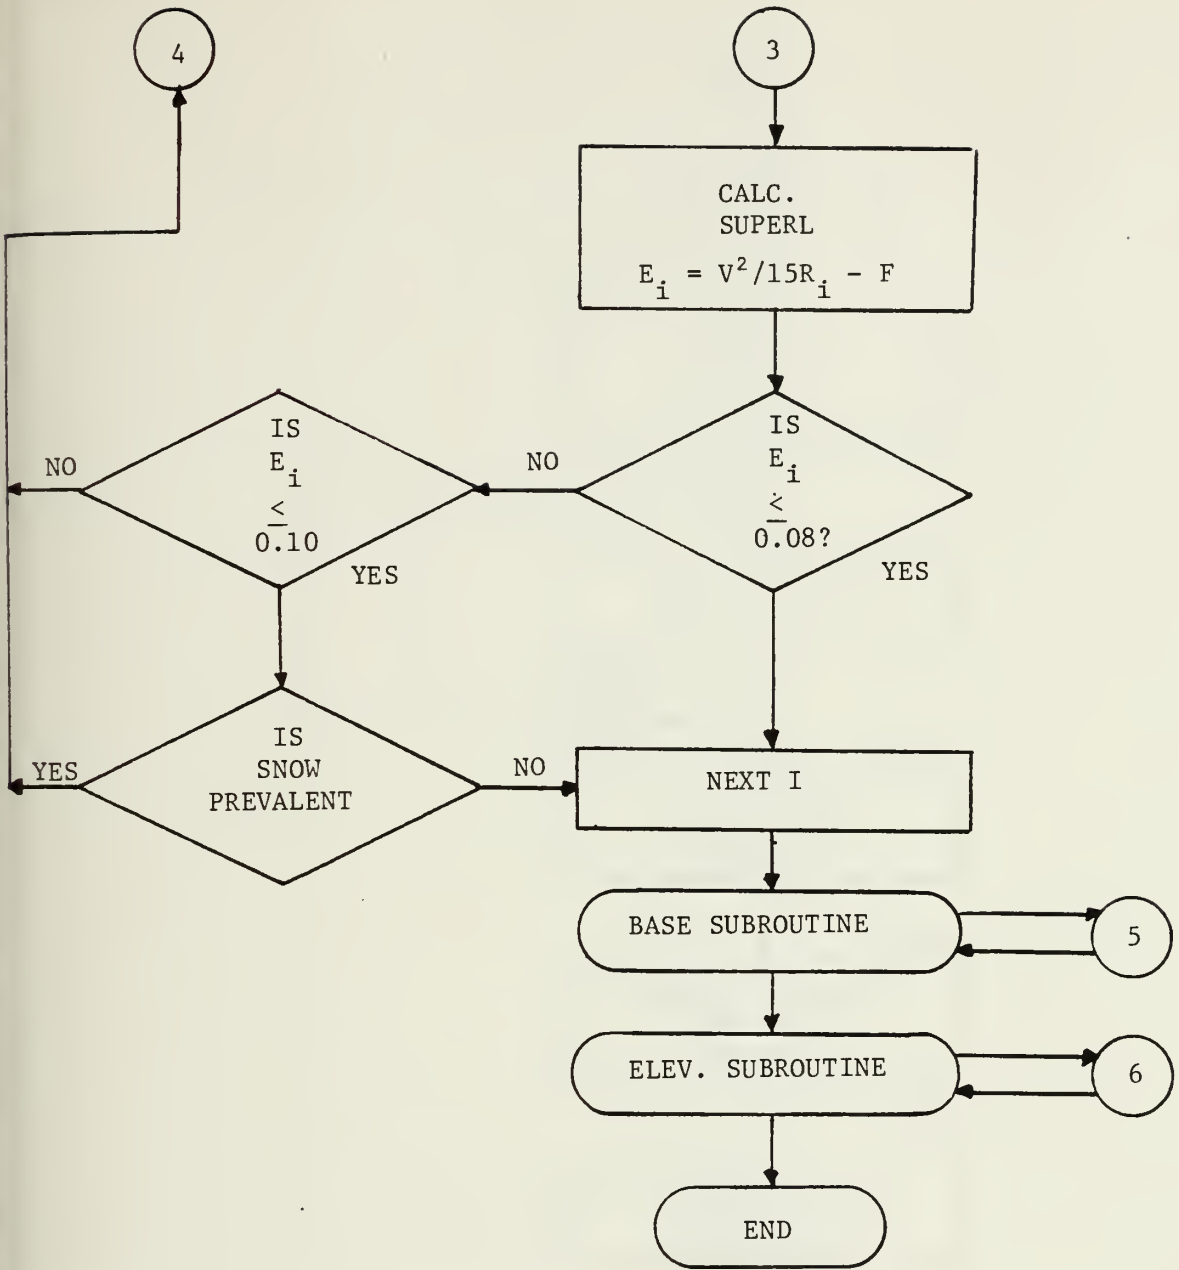 4
3
CALC.
SUPERL
E_i = V²/15R_i - F
IS
E_i
≤
0.10
NO
YES
NO
IS
E_i
≤
0.08?
YES
IS
SNOW
PREVALENT
YES
NO
NEXT I
BASE SUBROUTINE
5
ELEV. SUBROUTINE
6
END